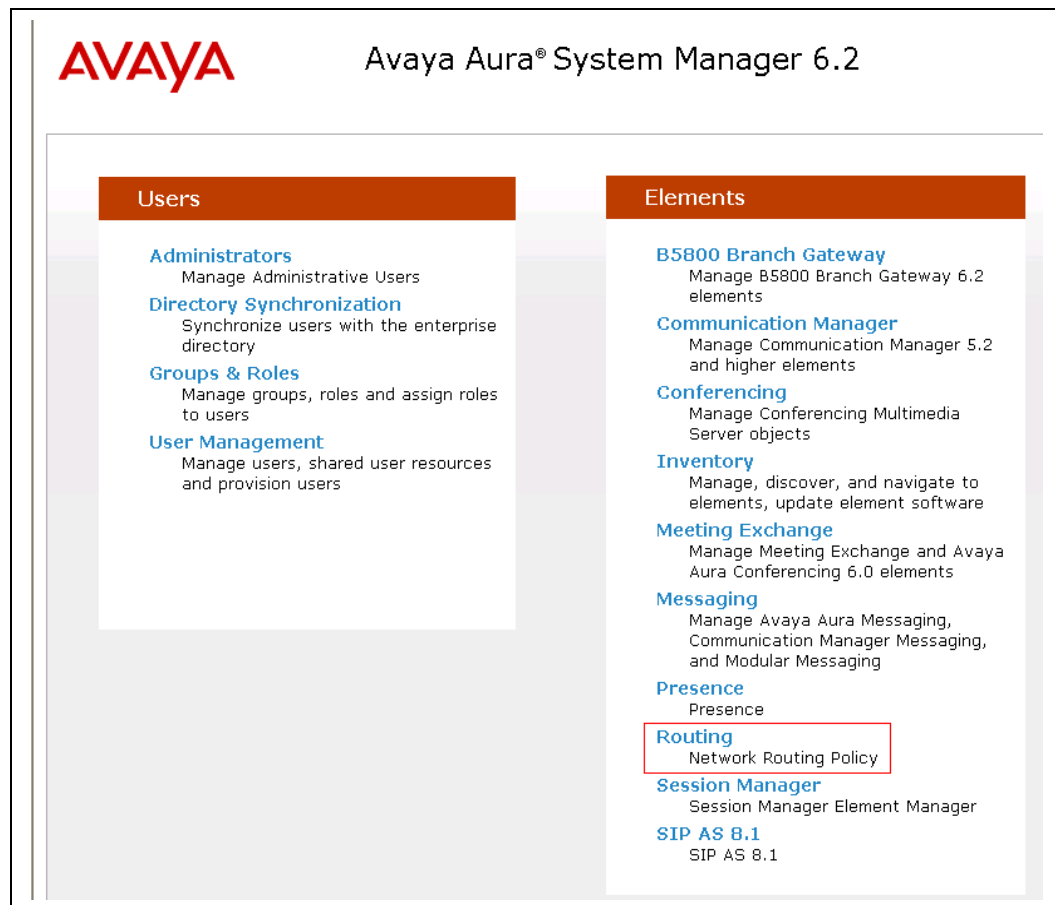 AVAYA
Avaya Aura® System Manager 6.2
Users
Administrators
Manage Administrative Users
Directory Synchronization
Synchronize users with the enterprise
directory
Groups & Roles
Manage groups, roles and assign roles
to users
User Management
Manage users, shared user resources
and provision users
Elements
B5800 Branch Gateway
Manage B5800 Branch Gateway 6.2
elements
Communication Manager
Manage Communication Manager 5.2
and higher elements
Conferencing
Manage Conferencing Multimedia
Server objects
Inventory
Manage, discover, and navigate to
elements, update element software
Meeting Exchange
Manage Meeting Exchange and Avaya
Aura Conferencing 6.0 elements
Messaging
Manage Avaya Aura Messaging,
Communication Manager Messaging,
and Modular Messaging
Presence
Presence
Routing
Network Routing Policy
Session Manager
Session Manager Element Manager
SIP AS 8.1
SIP AS 8.1